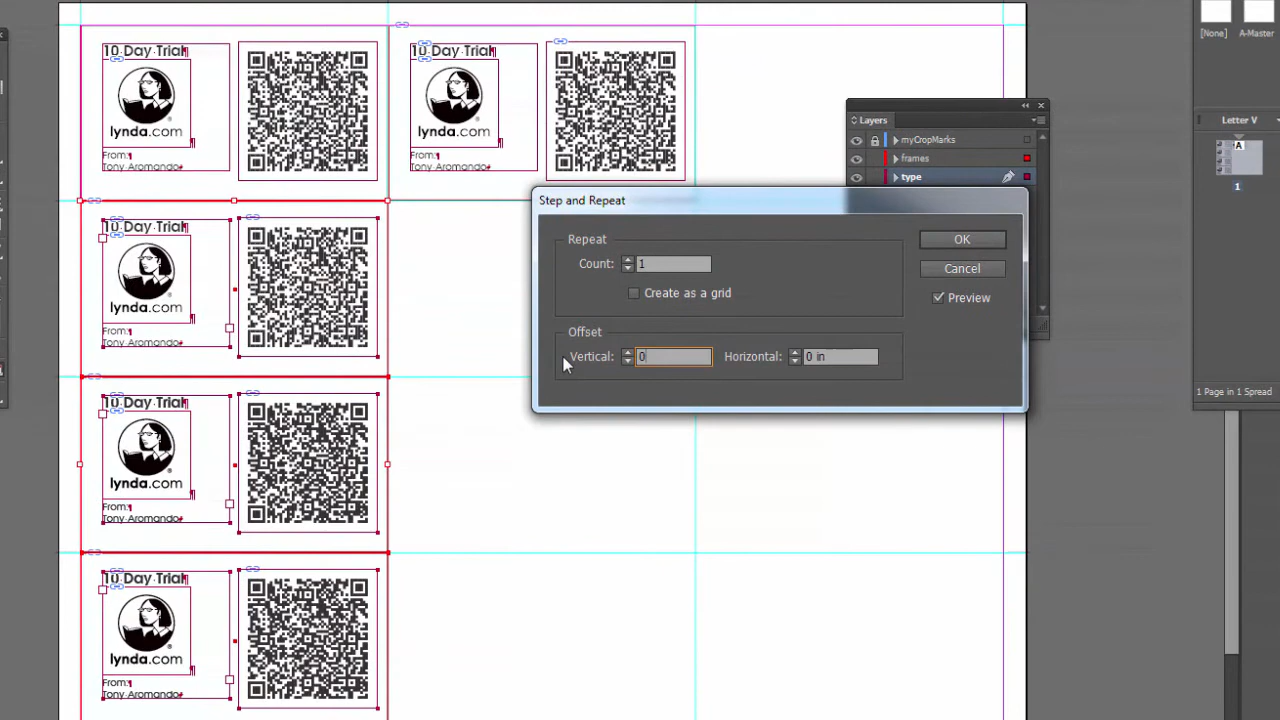 10 Day Trial¶
lynda.com
From:¶
Tony Aromando#
10 Day Trial¶
lynda.com
From:¶
Tony Aromando#
[None]
A-Master
Layers
myCropMarks
frames
type
Letter V
A
1
1 Page in 1 Spread
Step and Repeat
Repeat
Count: 1
Create as a grid
Offset
Vertical: 0
Horizontal: 0 in
OK
Cancel
Preview
10 Day Trial¶
lynda.com
From:¶
Tony Aromando#
10 Day Trial¶
lynda.com
From:¶
Tony Aromando#
10 Day Trial¶
lynda.com
From:¶
Tony Aromando#